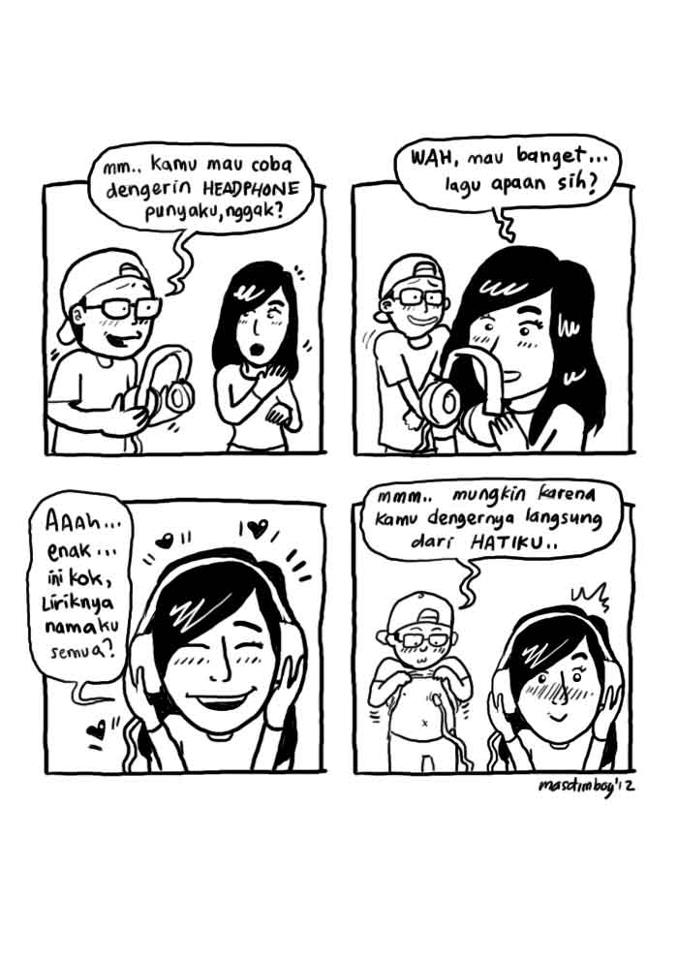 mm.. kamu mau coba
dengerin HEADPHONE
punyaku, nggak?
WAH, mau banget...
lagu apaan sih?
AAAh...
enak...
ini kok,
Liriknya
namaku
semua?
mmm.. mungkin karena
kamu dengernya langsung
dari HATIKU..
masdimboy'12